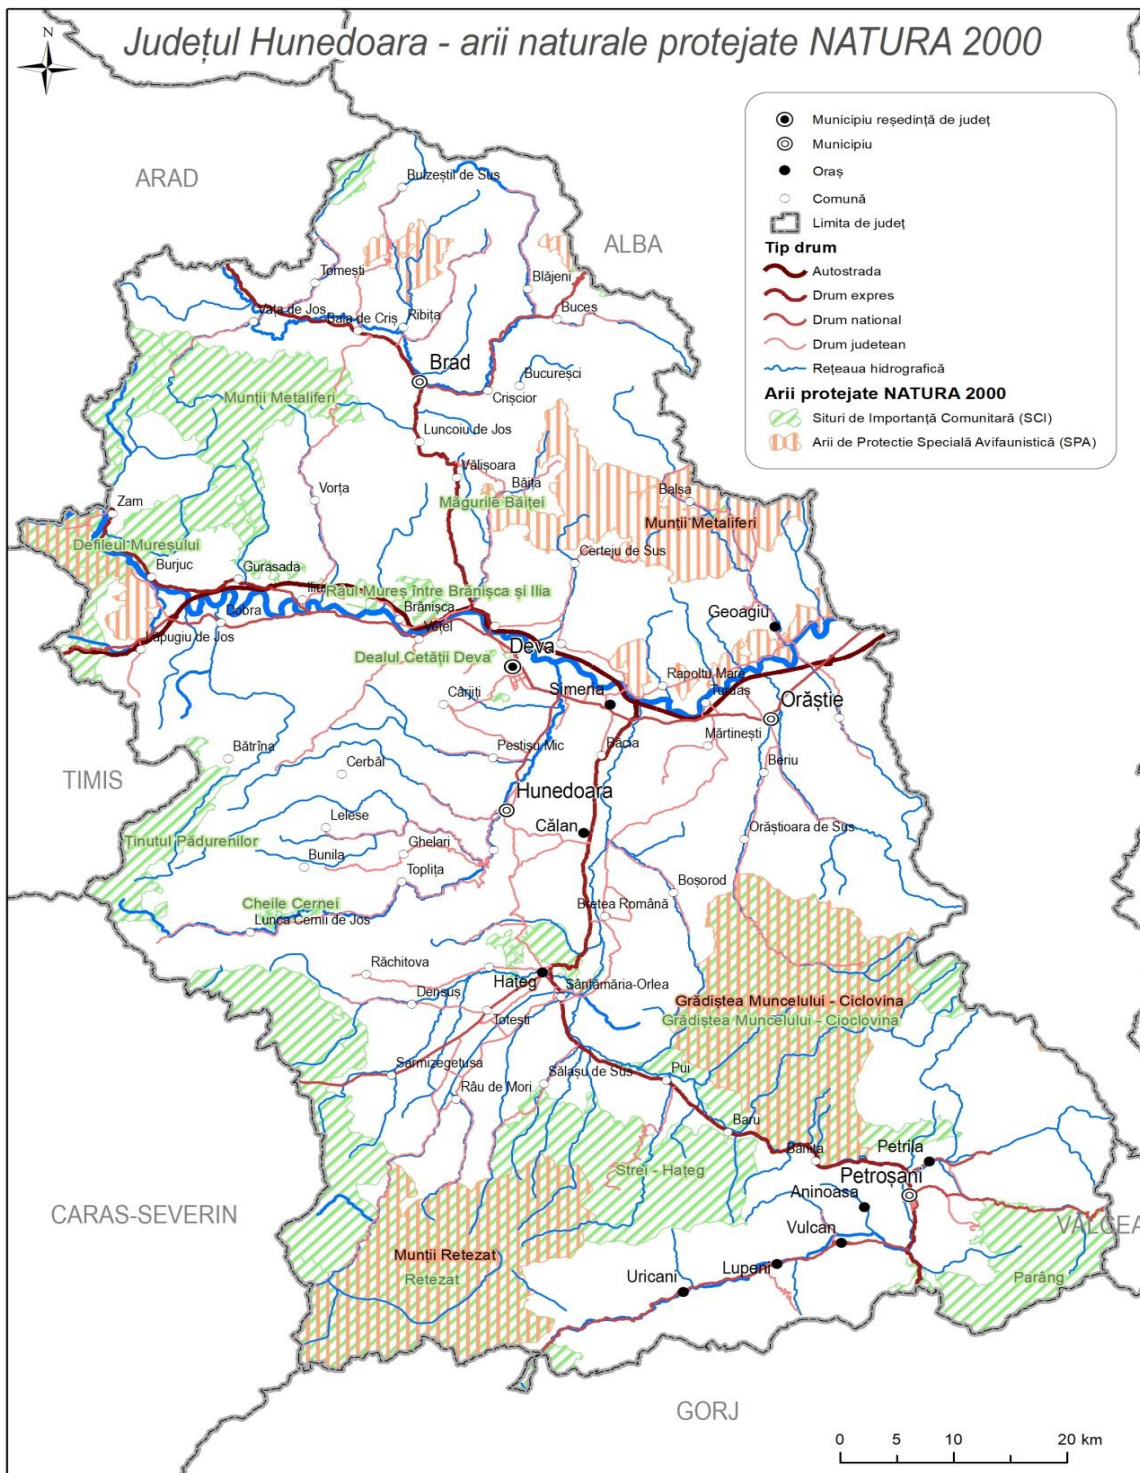 Județul Hunedoara - arii naturale protejate NATURA 2000
N
Municipiu reședință de județ
Municipiu
Oraș
Comună
Limita de județ
Tip drum
Autostrada
Drum expres
Drum national
Drum judetean
Rețeaua hidrografică
Arii protejate NATURA 2000
Situri de Importanță Comunitară (SCI)
Arii de Protectie Specială Avifaunistică (SPA)
ARAD
Bulzeștii de Sus
ALBA
Tomești
Blăjeni
Vața de Jos
Baia de Criș
Ribița
Buces
Brad
Bucureșci
Crișcior
Munții Metaliferi
Luncoiu de Jos
Vălișoara
Băița
Balșa
Vorța
Măgurile Băiței
Zam
Munții Metaliferi
Defileul Mureșului
Certeju de Sus
Burjuc
Gurasada
Ilia
Râul Mureș între Brănișca și Ilia
Brănișca
Geoagiu
Dobra
Vețel
Lăpugiu de Jos
Deva
Dealul Cetății Deva
Rapoltu Mare
Cârjiți
Simeria
Turdaș
Orăștie
Bătrîna
Pestișu Mic
Băcia
Mărtinești
Cerbăl
Beriu
TIMIS
Hunedoara
Lelese
Călan
Ținutul Pădurenilor
Orăștioara de Sus
Bunila
Ghelari
Toplița
Boșorod
Cheile Cernei
Bretea Română
Lunca Cernii de Jos
Răchitova
Hațeg
Sântămăria-Orlea
Densuș
Grădiștea Muncelului - Ciclovina
Grădiștea Muncelului - Cioclovina
Totești
Sarmizegetusa
Râu de Mori
Sălașu de Sus
Pui
Baru
Bănița
Petrila
Strei - Hațeg
Petroșani
Aninoasa
CARAS-SEVERIN
VÂLCEA
Vulcan
Munții Retezat
Retezat
Lupeni
Uricani
Parâng
GORJ
0 5 10 20 km